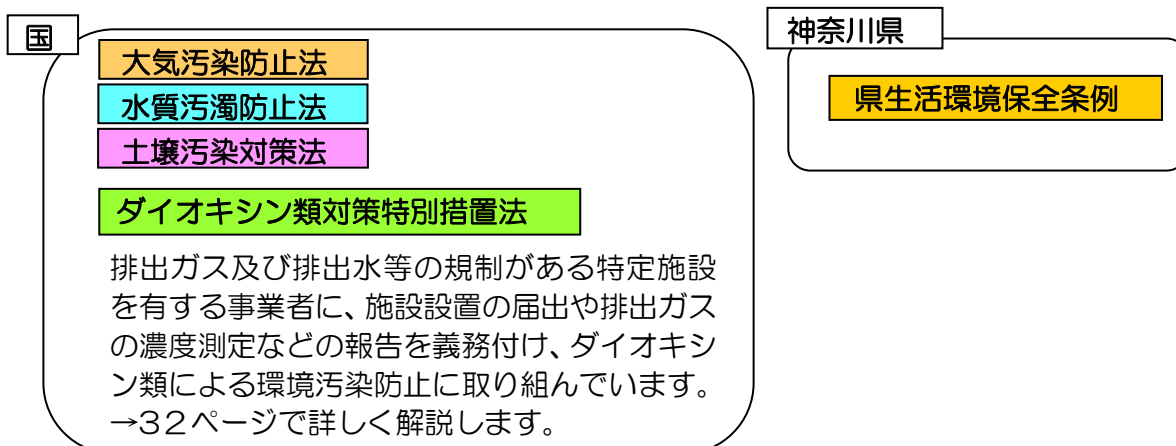 国
大気汚染防止法
水質汚濁防止法
土壌汚染対策法
ダイオキシン類対策特別措置法
排出ガス及び排出水等の規制がある特定施設
を有する事業者に、施設設置の届出や排出ガス
の濃度測定などの報告を義務付け、ダイオキシ
ン類による環境汚染防止に取り組んでいます。
→32ページで詳しく解説します。
神奈川県
県生活環境保全条例